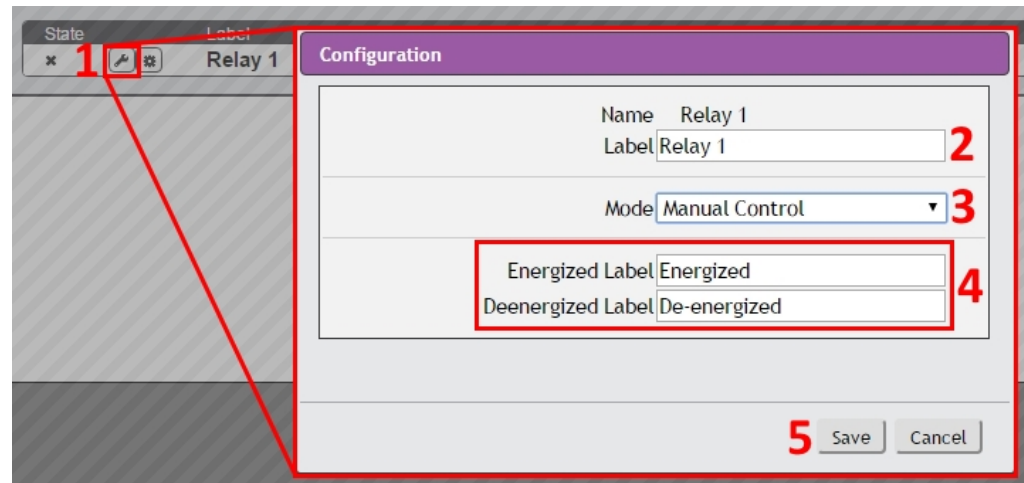 State Label
1 Relay 1
Configuration
Name Relay 1
Label Relay 1 2
Mode Manual Control 3
Energized Label Energized
4
Deenergized Label De-energized
5 Save Cancel